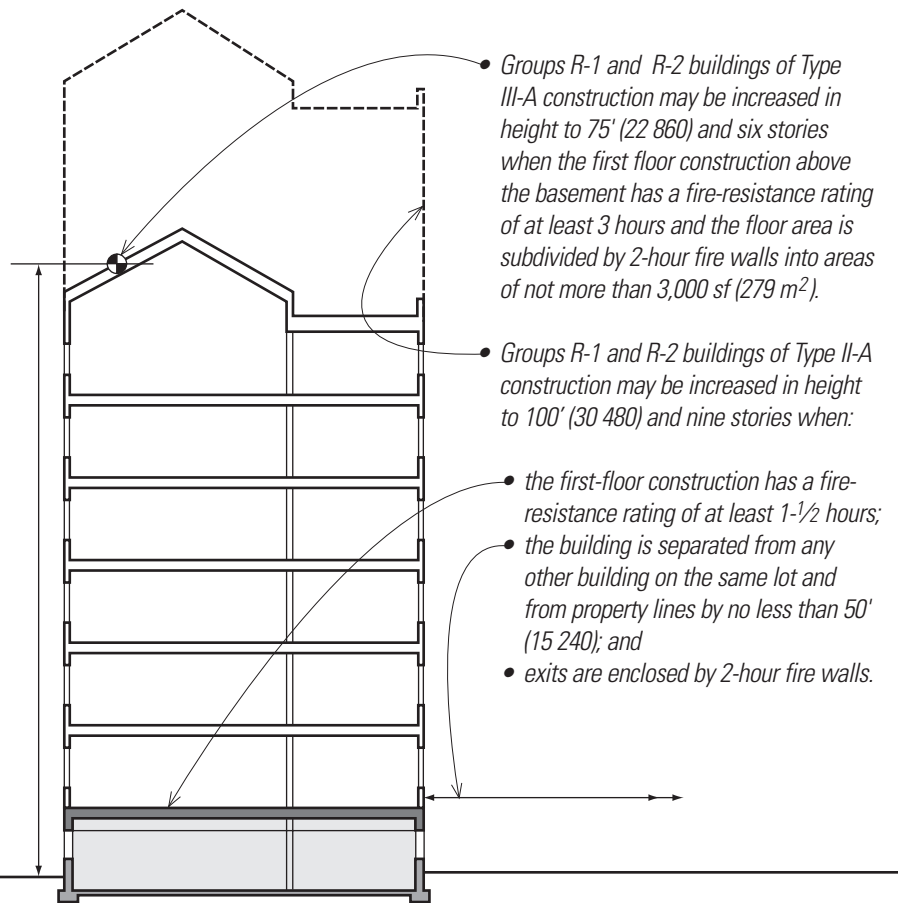 • Groups R-1 and R-2 buildings of Type
III-A construction may be increased in
height to 75' (22 860) and six stories
when the first floor construction above
the basement has a fire-resistance rating
of at least 3 hours and the floor area is
subdivided by 2-hour fire walls into areas
of not more than 3,000 sf (279 m²).
• Groups R-1 and R-2 buildings of Type II-A
construction may be increased in height
to 100' (30 480) and nine stories when:
• the first-floor construction has a fire-
resistance rating of at least 1-1/2 hours;
• the building is separated from any
other building on the same lot and
from property lines by no less than 50'
(15 240); and
• exits are enclosed by 2-hour fire walls.